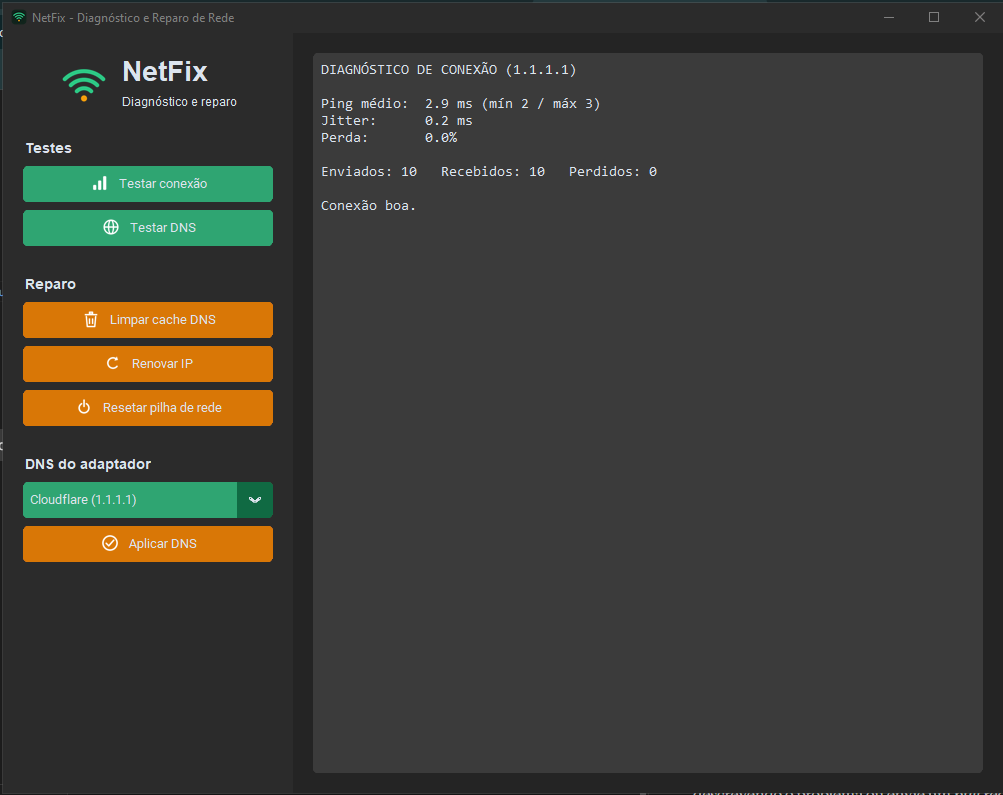 NetFix - Diagnóstico e Reparo de Rede
NetFix
Diagnóstico e reparo
Testes
Testar conexão
Testar DNS
Reparo
Limpar cache DNS
Renovar IP
Resetar pilha de rede
DNS do adaptador
Cloudflare (1.1.1.1)
Aplicar DNS
DIAGNÓSTICO DE CONEXÃO (1.1.1.1)
Ping médio:  2.9 ms (mín 2 / máx 3)
Jitter:      0.2 ms
Perda:       0.0%
Enviados: 10   Recebidos: 10   Perdidos: 0
Conexão boa.